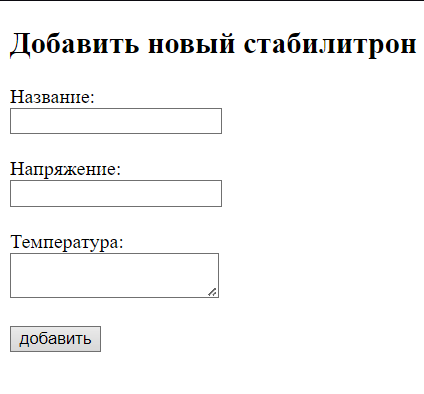 Добавить новый стабилитрон
Название:
Напряжение:
Температура:
добавить